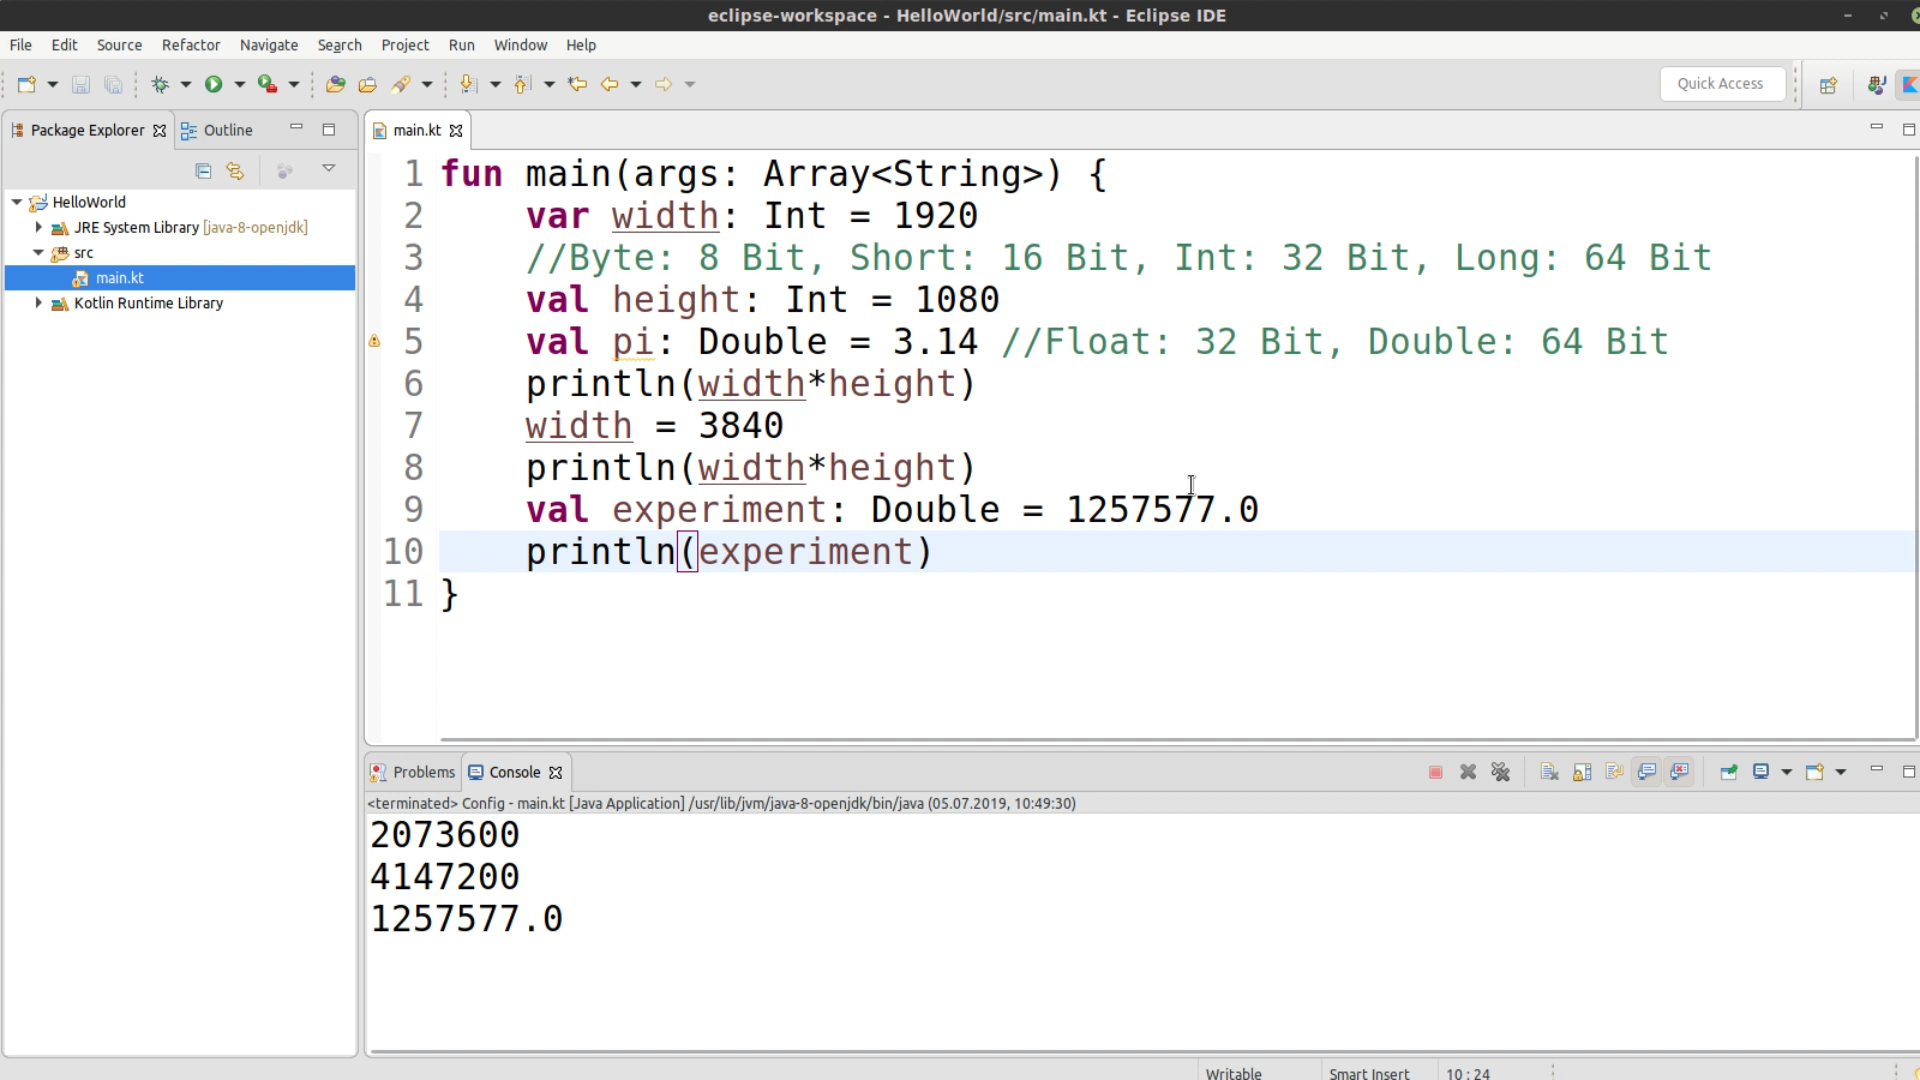 eclipse-workspace - HelloWorld/src/main.kt - Eclipse IDE
File Edit Source Refactor Navigate Search Project Run Window Help
Quick Access
Package Explorer Outline
main.kt
HelloWorld
JRE System Library [java-8-openjdk]
src
main.kt
Kotlin Runtime Library
1 fun main(args: Array<String>) {
2     var width: Int = 1920
3     //Byte: 8 Bit, Short: 16 Bit, Int: 32 Bit, Long: 64 Bit
4     val height: Int = 1080
5     val pi: Double = 3.14 //Float: 32 Bit, Double: 64 Bit
6     println(width*height)
7     width = 3840
8     println(width*height)
9     val experiment: Double = 1257577.0
10     println(experiment)
11 }
Problems Console
<terminated> Config - main.kt [Java Application] /usr/lib/jvm/java-8-openjdk/bin/java (05.07.2019, 10:49:30)
2073600
4147200
1257577.0
Writable Smart Insert 10 : 24